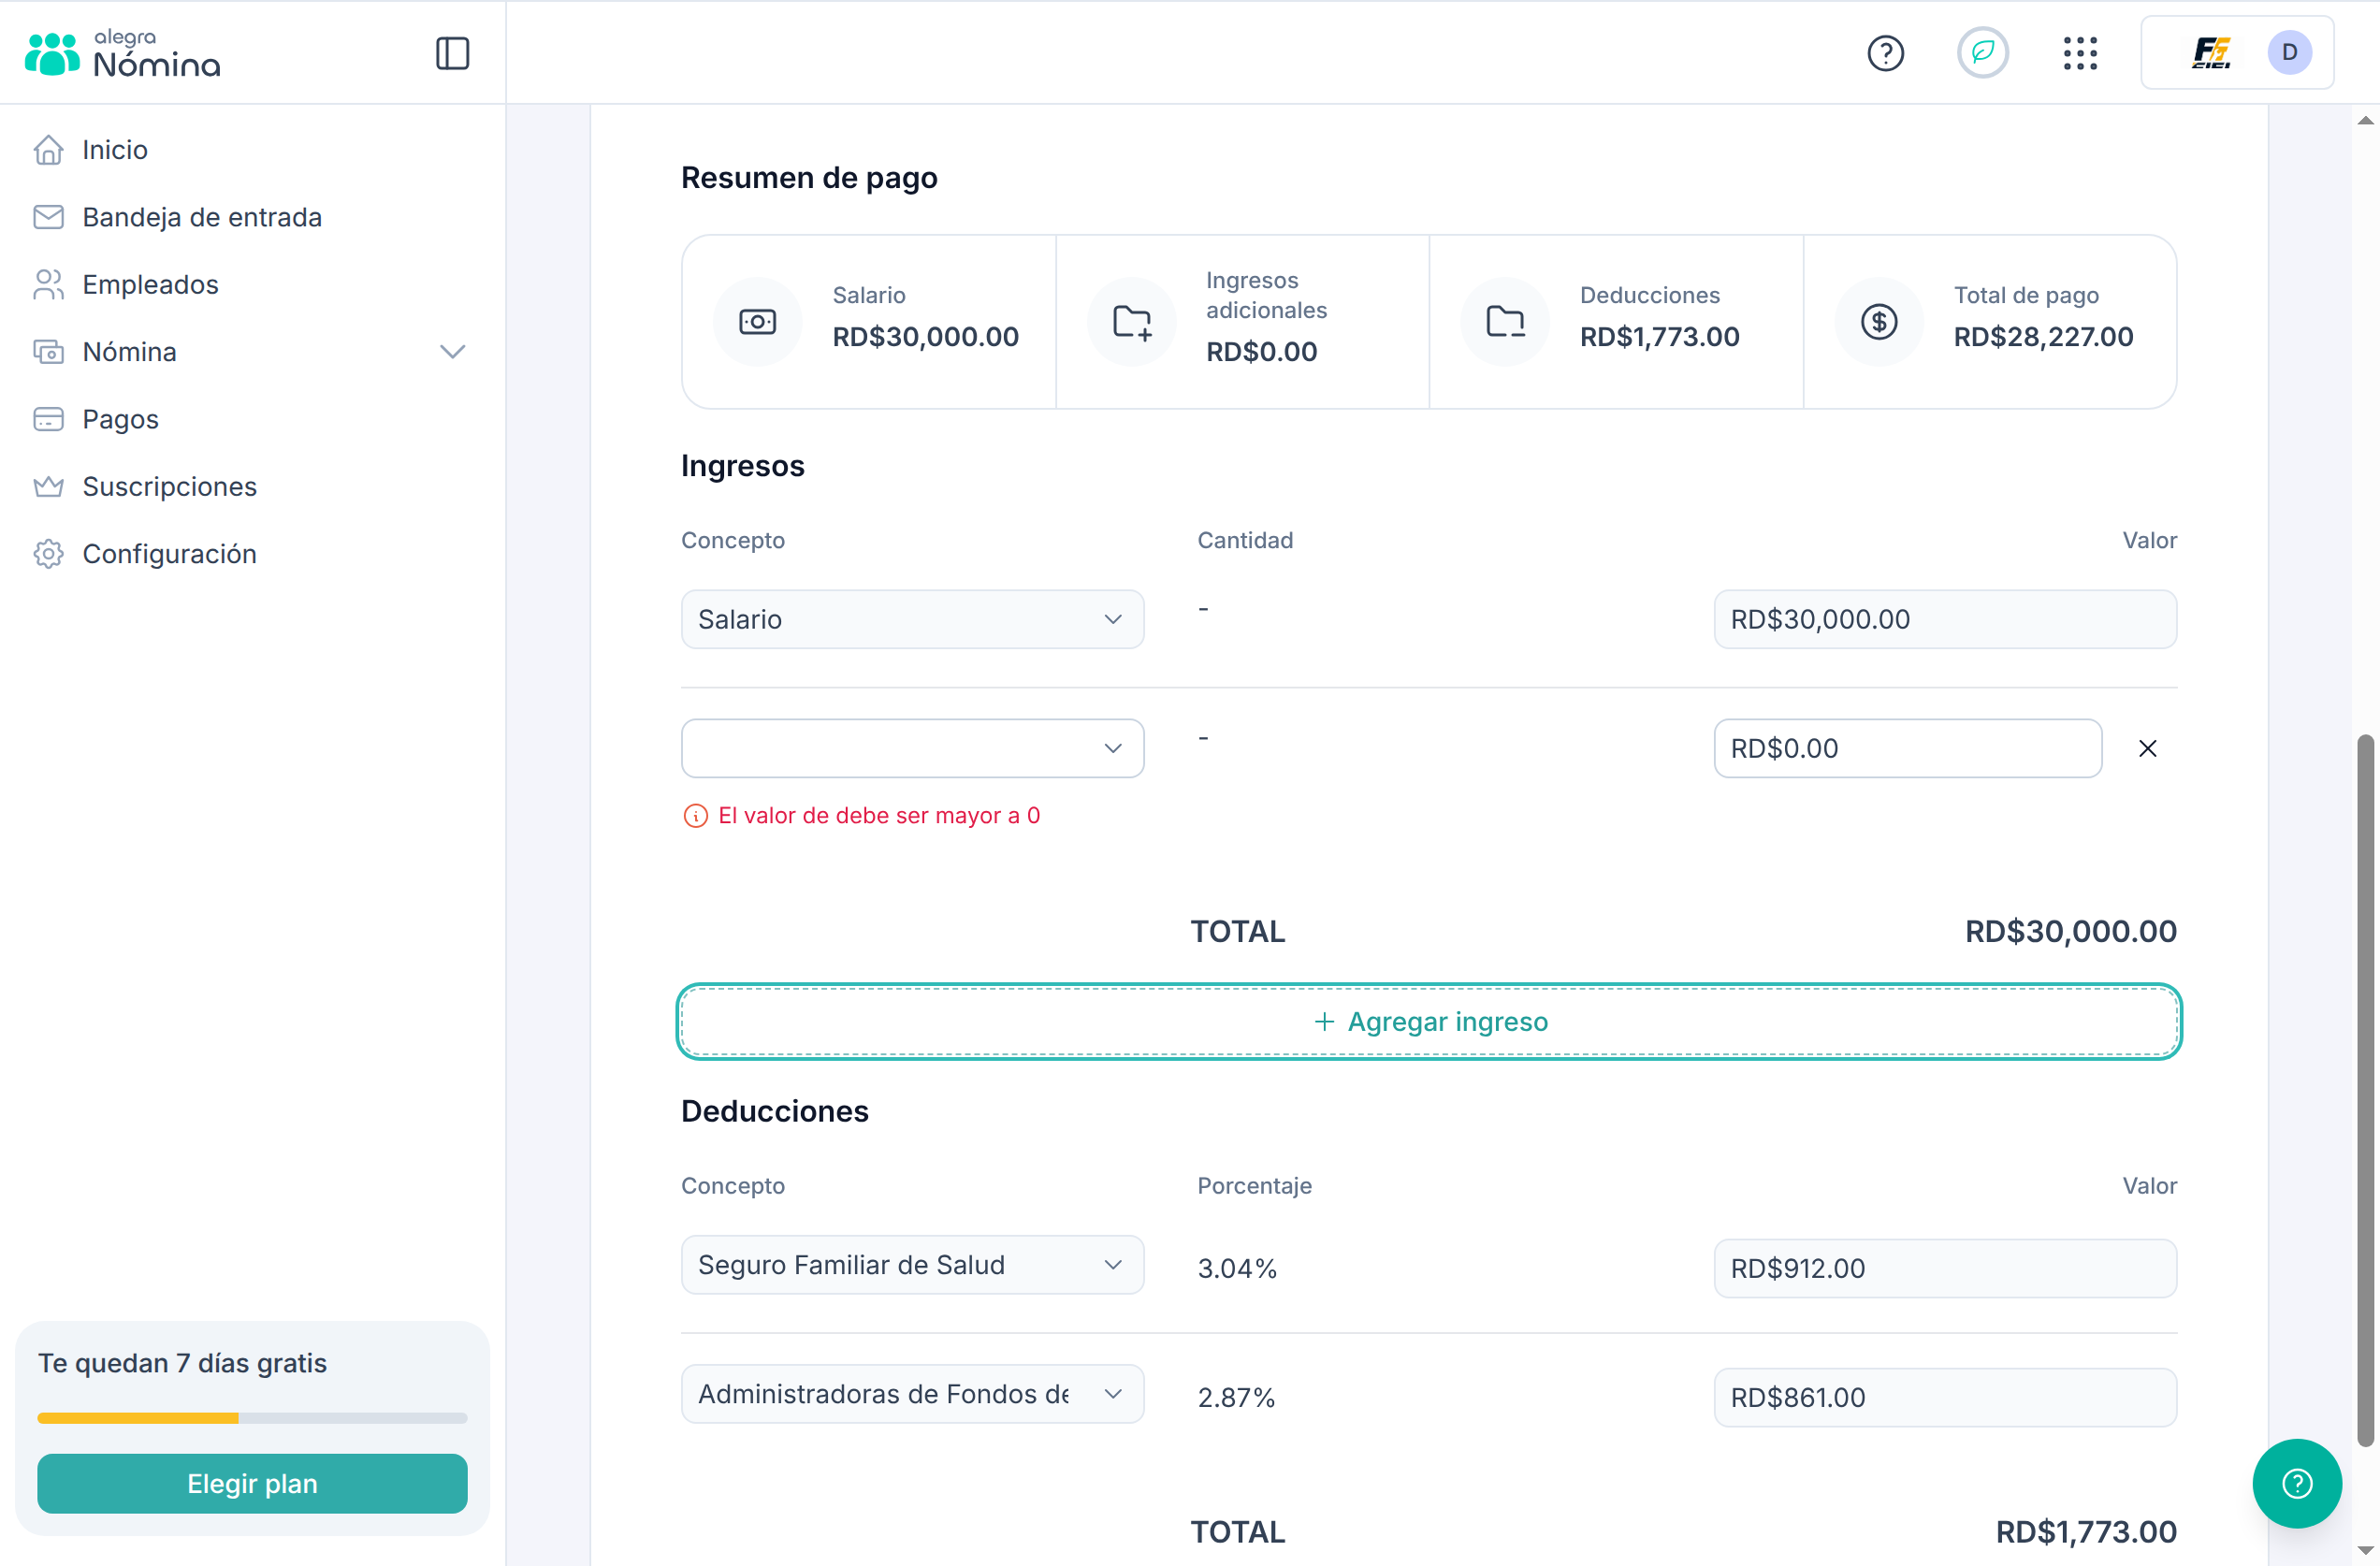 alegra
Nómina
D
Inicio
Bandeja de entrada
Empleados
Nómina
Pagos
Suscripciones
Configuración
Te quedan 7 días gratis
Elegir plan
Resumen de pago
Salario
RD$30,000.00
Ingresos
adicionales
RD$0.00
Deducciones
RD$1,773.00
Total de pago
RD$28,227.00
Ingresos
Concepto Cantidad Valor
Salario - RD$30,000.00
- RD$0.00
El valor de debe ser mayor a 0
TOTAL RD$30,000.00
+ Agregar ingreso
Deducciones
Concepto Porcentaje Valor
Seguro Familiar de Salud 3.04% RD$912.00
Administradoras de Fondos de 2.87% RD$861.00
TOTAL RD$1,773.00